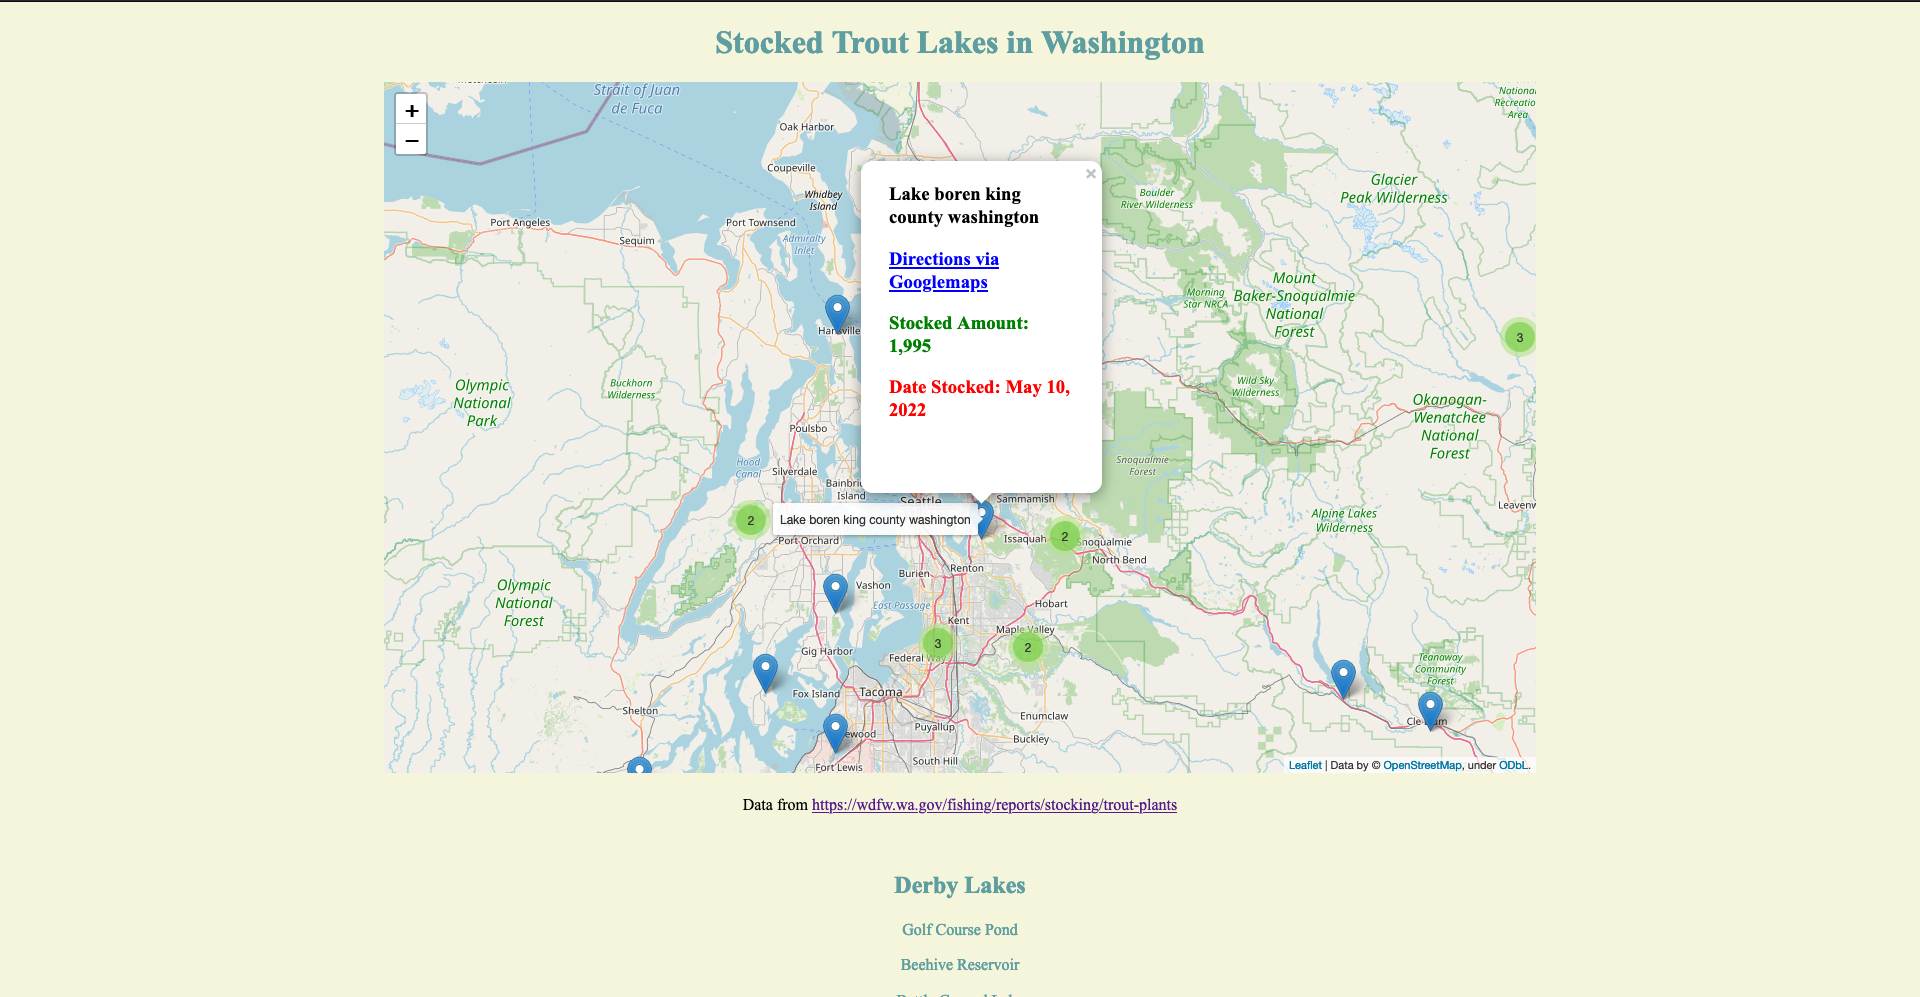 Stocked Trout Lakes in Washington
+
−
Strait of Juan
de Fuca
Oak Harbor
Coupeville
Whidbey
Island
Port Angeles
Sequim
Port Townsend
Admiralty
Inlet
National
Recreatio
Area
Glacier
Peak Wilderness
Boulder
River Wilderness
×
Lake boren king
county washington
Directions via
Googlemaps
Stocked Amount:
1,995
Date Stocked: May 10,
2022
Mount
Baker-Snoqualmie
National
Forest
Morning
Star NRCA
3
Olympic
National
Park
Buckhorn
Wilderness
Wild Sky
Wilderness
Okanogan-
Wenatchee
National
Forest
Poulsbo
Hood
Canal
Silverdale
Bainbri
Island
Seattle
Sammamish
Snoqualmie
Forest
Alpine Lakes
Wilderness
Leavenw
2
Lake boren king county washington
Port Orchard
Issaquah
2
noqualmie
North Bend
Olympic
National
Forest
Burien
Renton
Vashon
East Passage
Hobart
Kent
Maple Valley
3
2
Gig Harbor
Federal Way
Fox Island
Tacoma
Teanaway
Community
Forest
Shelton
Enumclaw
Puyallup
Buckley
ewood
Fort Lewis
South Hill
Leaflet | Data by © OpenStreetMap, under ODbL.
Data from https://wdfw.wa.gov/fishing/reports/stocking/trout-plants
Derby Lakes
Golf Course Pond
Beehive Reservoir